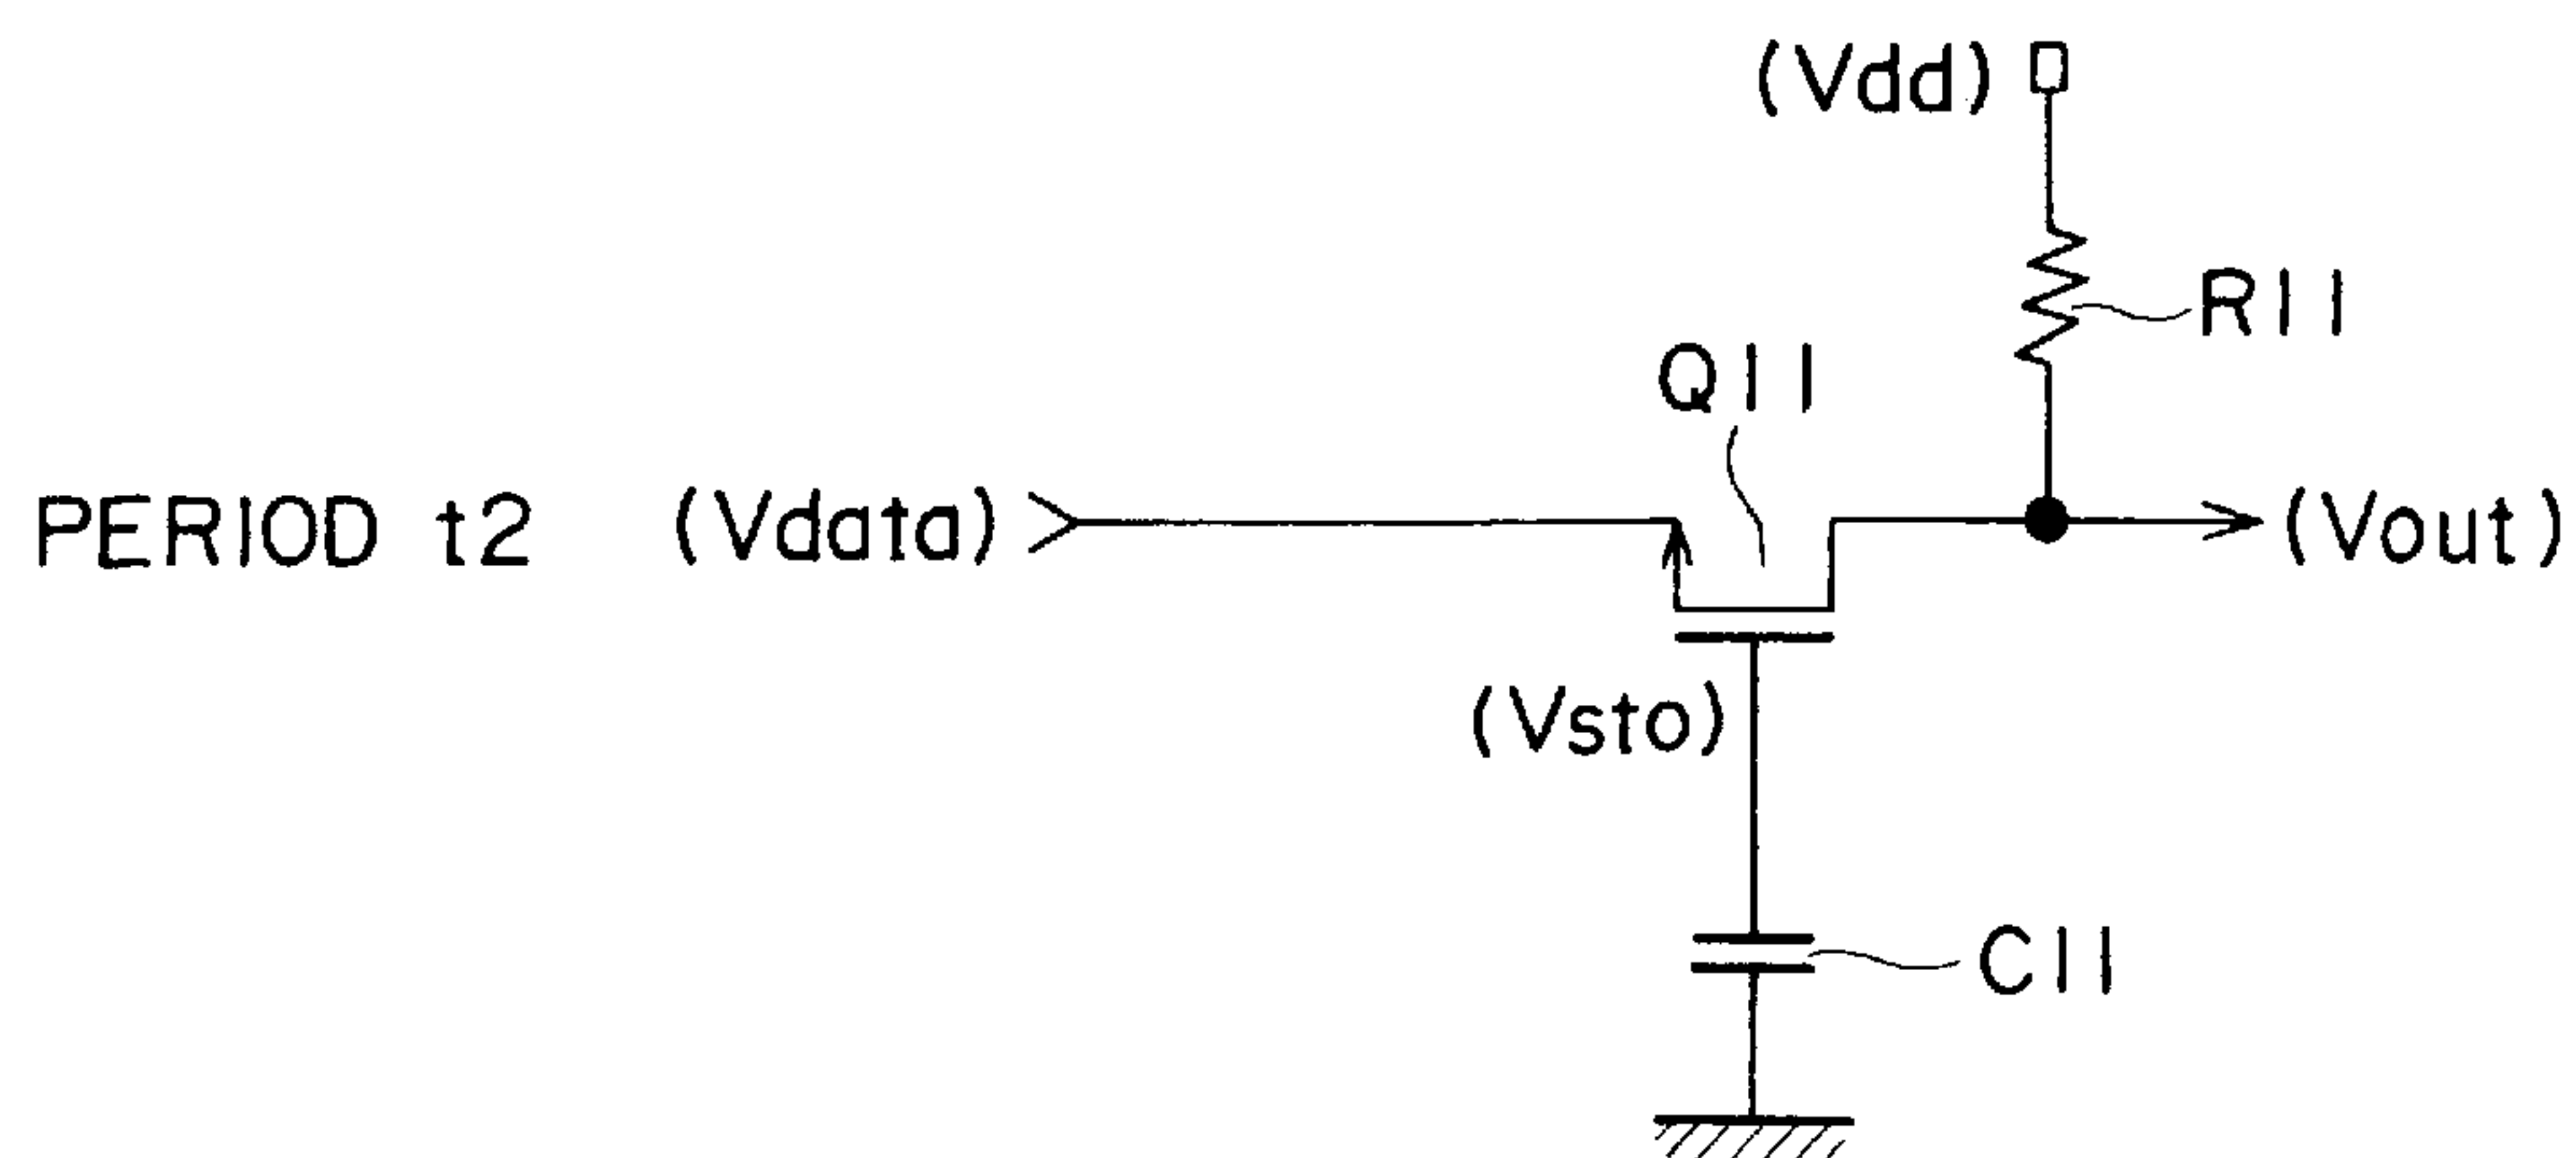 (Vdd)
R11
Q11
PERIOD t2 (Vdata) (Vout)
(Vsto)
C11